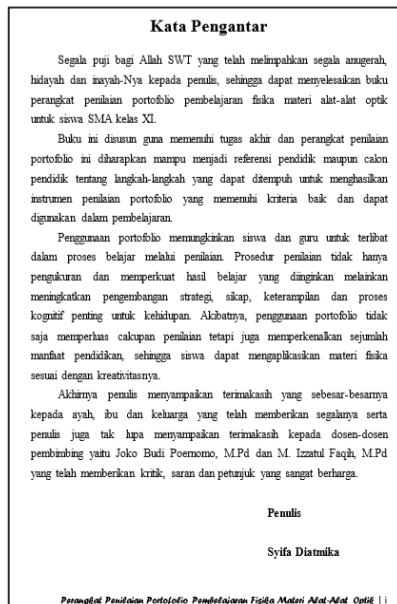 Kata Pengantar
Segala puji bagi Allah SWT yang telah melimpahkan segala anugerah,
hidayah dan inayah-Nya kepada penulis, sehingga dapat menyelesaikan buku
perangkat penilaian portofolio pembelajaran fisika materi alat-alat optik
untuk siswa SMA kelas XI.
Buku ini disusun guna memenuhi tugas akhir dan perangkat penilaian
portofolio ini diharapkan mampu menjadi referensi pendidik maupun calon
pendidik tentang langkah-langkah yang dapat ditempuh untuk menghasilkan
instrumen penilaian portofolio yang memenuhi kriteria baik dan dapat
digunakan dalam pembelajaran.
Penggunaan portofolio memungkinkan siswa dan guru untuk terlibat
dalam proses belajar melalui penilaian. Prosedur penilaian tidak hanya
pengukuran dan memperkuat hasil belajar yang diinginkan melainkan
meningkatkan pengembangan strategi, sikap, keterampilan dan proses
kognitif penting untuk kehidupan. Akibatnya, penggunaan portofolio tidak
saja memperluas cakupan penilaian tetapi juga memperkenalkan sejumlah
manfaat pendidikan, sehingga siswa dapat mengaplikasikan materi fisika
sesuai dengan kreativitasnya.
Akhirnya penulis menyampaikan terimakasih yang sebesar-besarnya
kepada ayah, ibu dan keluarga yang telah memberikan segalanya serta
penulis juga tak lupa menyampaikan terimakasih kepada dosen-dosen
pembimbing yaitu Joko Budi Poernomo, M.Pd dan M. Izzatul Faqih, M.Pd
yang telah memberikan kritik, saran dan petunjuk yang sangat berharga.
Penulis
Syifa Diatmika
Perangkat Penilaian Portofolio Pembelajaran Fisika Materi Alat-Alat Optik | i